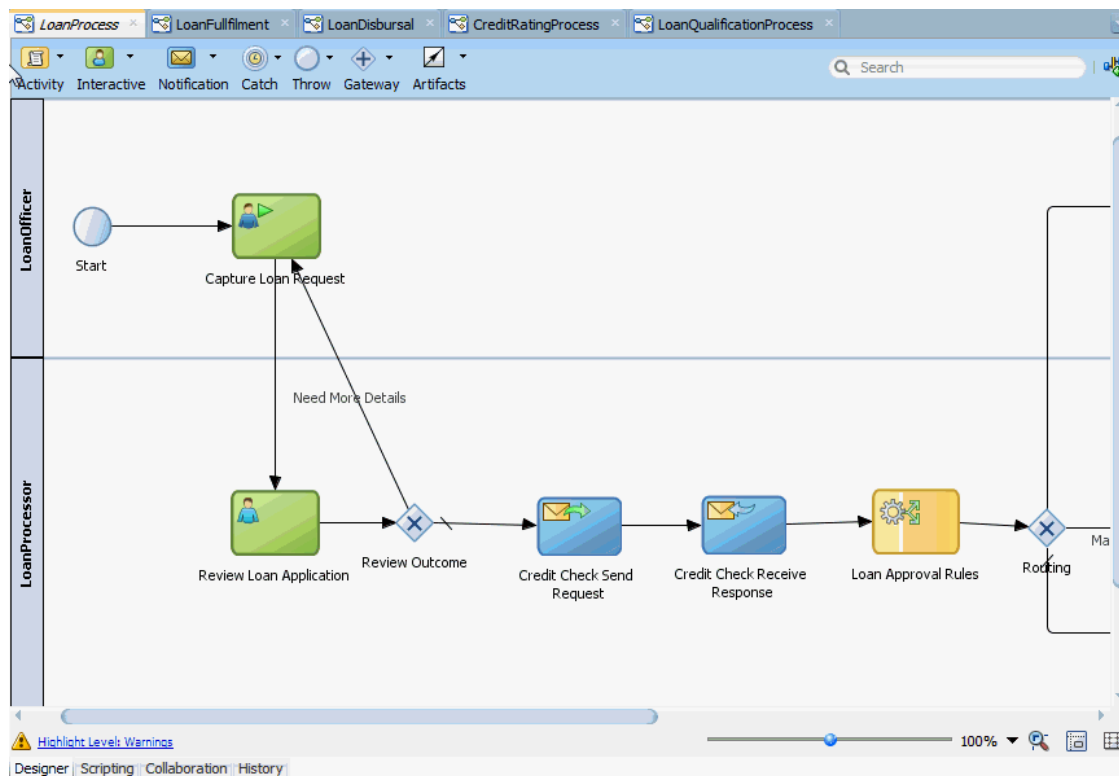 LoanProcess
LoanFullfilment
LoanDisbursal
CreditRatingProcess
LoanQualificationProcess
Activity
Interactive
Notification
Catch
Throw
Gateway
Artifacts
Search
LoanOfficer
Start
Capture Loan Request
Need More Details
LoanProcessor
Review Loan Application
Review Outcome
Credit Check Send
Request
Credit Check Receive
Response
Loan Approval Rules
Routing
Ma
Highlight Level: Warnings
100%
Designer
Scripting
Collaboration
History